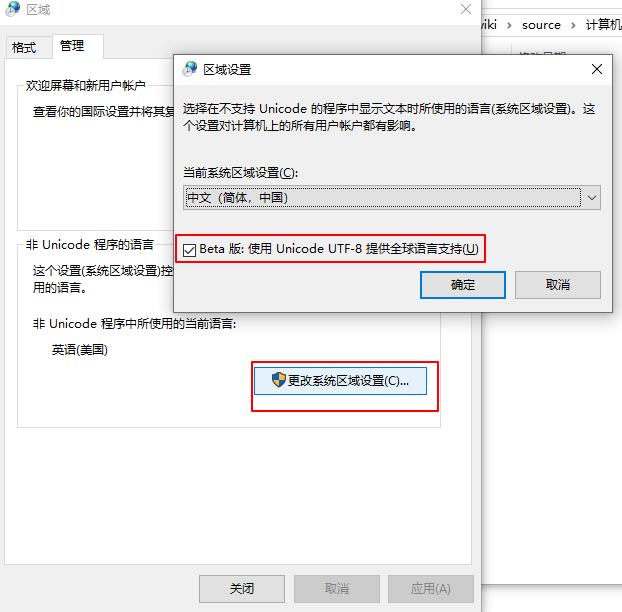 区域
iki › source › 计算机
格式
管理
欢迎屏幕和新用户帐户
查看你的国际设置并将其复
区域设置
选择在不支持 Unicode 的程序中显示文本时所使用的语言(系统区域设置)。这
个设置对计算机上的所有用户帐户都有影响。
当前系统区域设置(C):
中文（简体，中国）
Beta 版: 使用 Unicode UTF-8 提供全球语言支持(U)
确定
取消
非 Unicode 程序的语言
这个设置(系统区域设置)控
用的语言。
非 Unicode 程序中所使用的当前语言:
英语(美国)
更改系统区域设置(C)...
关闭
取消
应用(A)